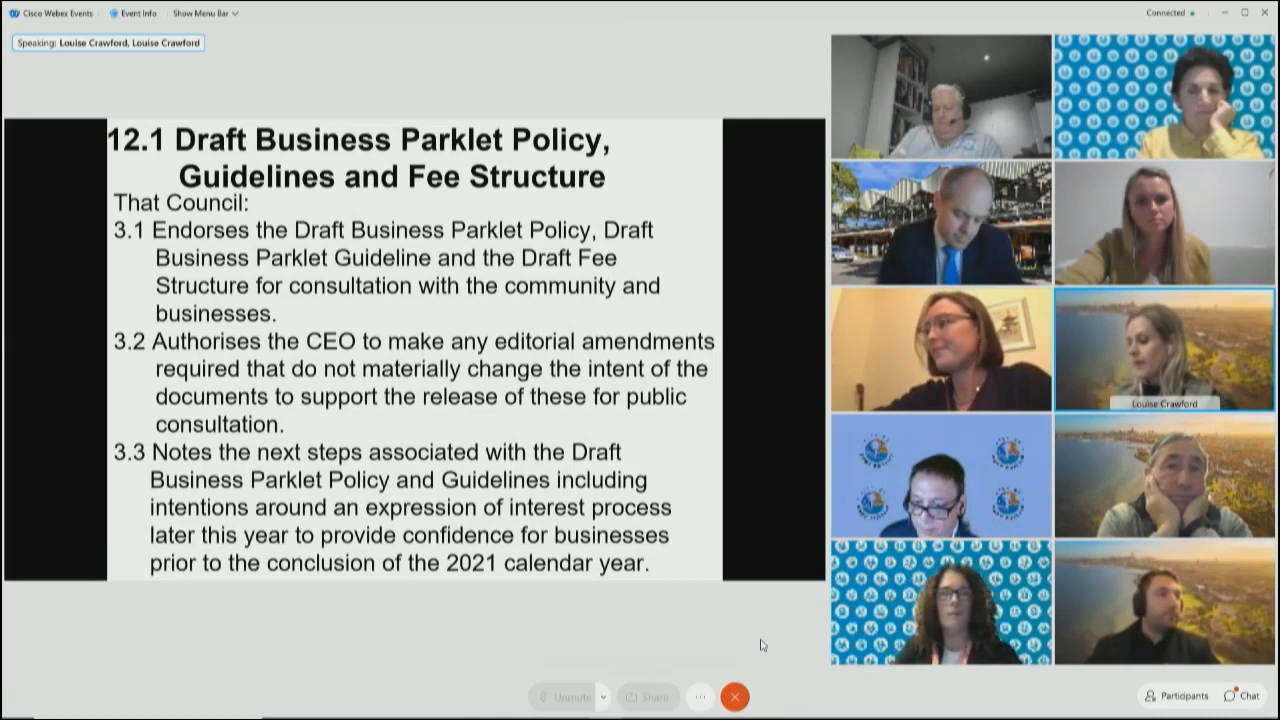 Cisco Webex Events
Event Info
Show Menu Bar
Connected
Speaking: Louise Crawford, Louise Crawford
12.1 Draft Business Parklet Policy,
Guidelines and Fee Structure
That Council:
3.1 Endorses the Draft Business Parklet Policy, Draft
Business Parklet Guideline and the Draft Fee
Structure for consultation with the community and
businesses.
3.2 Authorises the CEO to make any editorial amendments
required that do not materially change the intent of the
documents to support the release of these for public
consultation.
3.3 Notes the next steps associated with the Draft
Business Parklet Policy and Guidelines including
intentions around an expression of interest process
later this year to provide confidence for businesses
prior to the conclusion of the 2021 calendar year.
Louise Crawford
Unmute
Share
Participants
Chat